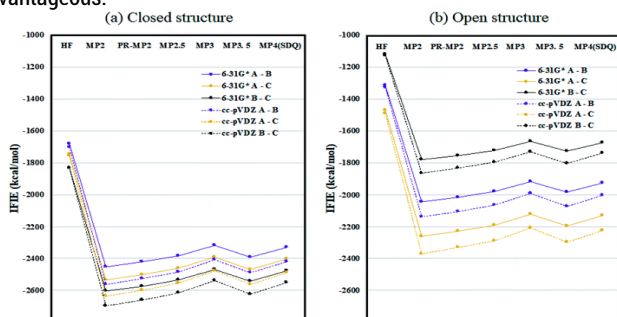 vantageous.
(a) Closed structure
(b) Open structure
-1000
HF MP2 PR-MP2 MP2.5 MP3 MP3. 5 MP4(SDQ)
-1200
-1400
-1600
-1800
-2000
-2200
-2400
-2600
IFIE (kcal/mol)
6-31G* A - B
6-31G* A - C
6-31G* B - C
cc-pVDZ A - B
cc-pVDZ A - C
cc-pVDZ B - C
-1000
HF MP2 PR-MP2 MP2.5 MP3 MP3. 5 MP4(SDQ)
-1200
-1400
-1600
-1800
-2000
-2200
-2400
-2600
IFIE (kcal/mol)
6-31G* A - B
6-31G* A - C
6-31G* B - C
cc-pVDZ A - B
cc-pVDZ A - C
cc-pVDZ B - C